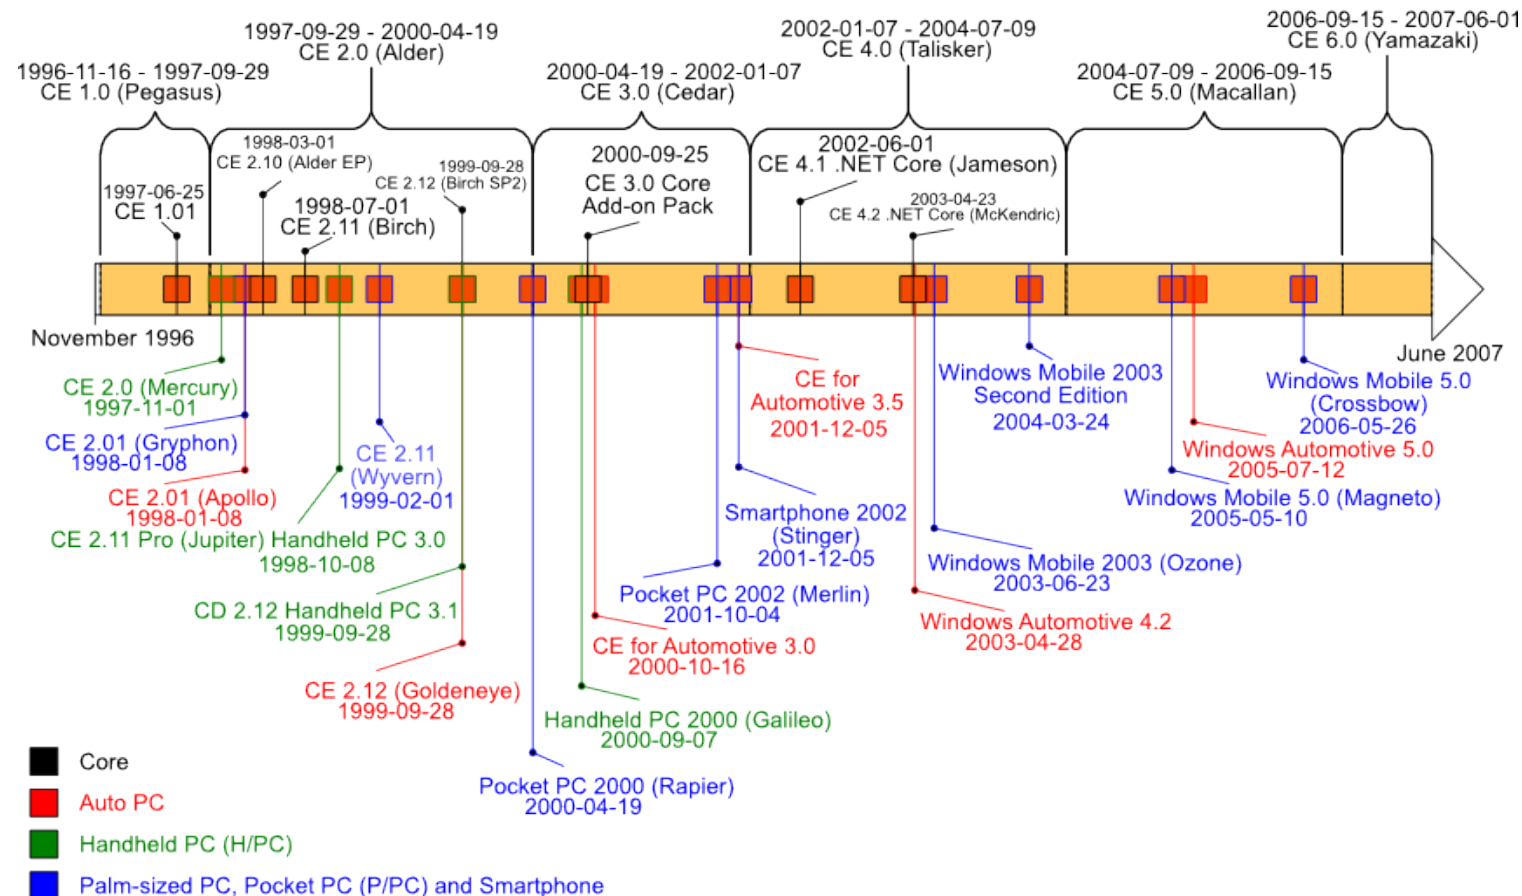 1996-11-16 - 1997-09-29
CE 1.0 (Pegasus)
1997-09-29 - 2000-04-19
CE 2.0 (Alder)
2000-04-19 - 2002-01-07
CE 3.0 (Cedar)
2002-01-07 - 2004-07-09
CE 4.0 (Talisker)
2004-07-09 - 2006-09-15
CE 5.0 (Macallan)
2006-09-15 - 2007-06-01
CE 6.0 (Yamazaki)
1997-06-25
CE 1.01
1998-03-01
CE 2.10 (Alder EP)
1998-07-01
CE 2.11 (Birch)
1999-09-28
CE 2.12 (Birch SP2)
2000-09-25
CE 3.0 Core
Add-on Pack
2002-06-01
CE 4.1 .NET Core (Jameson)
2003-04-23
CE 4.2 .NET Core (McKendric)
November 1996
June 2007
CE 2.0 (Mercury)
1997-11-01
CE 2.01 (Gryphon)
1998-01-08
CE 2.01 (Apollo)
1998-01-08
CE 2.11 Pro (Jupiter) Handheld PC 3.0
1998-10-08
CE 2.11
(Wyvern)
1999-02-01
CD 2.12 Handheld PC 3.1
1999-09-28
CE 2.12 (Goldeneye)
1999-09-28
Pocket PC 2000 (Rapier)
2000-04-19
Handheld PC 2000 (Galileo)
2000-09-07
CE for Automotive 3.0
2000-10-16
Pocket PC 2002 (Merlin)
2001-10-04
Smartphone 2002
(Stinger)
2001-12-05
CE for
Automotive 3.5
2001-12-05
Windows Automotive 4.2
2003-04-28
Windows Mobile 2003 (Ozone)
2003-06-23
Windows Mobile 2003
Second Edition
2004-03-24
Windows Mobile 5.0 (Magneto)
2005-05-10
Windows Automotive 5.0
2005-07-12
Windows Mobile 5.0
(Crossbow)
2006-05-26
Core
Auto PC
Handheld PC (H/PC)
Palm-sized PC, Pocket PC (P/PC) and Smartphone